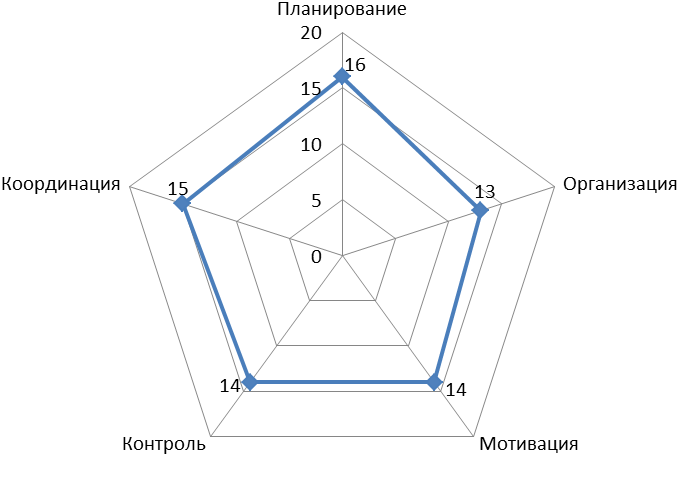 Планирование
20
16
15
10
5
0
Координация
15
13
Организация
14
14
Контроль
Мотивация